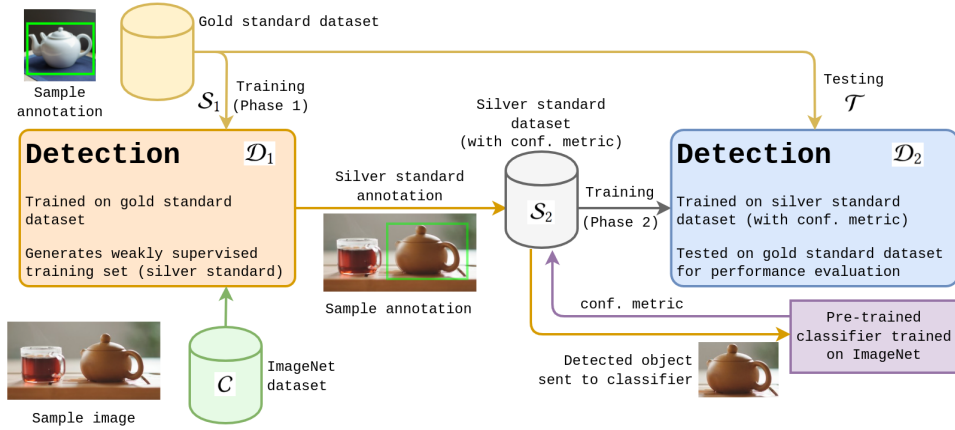 Gold standard dataset
Sample
annotation
𝒮₁
Training
(Phase 1)
Testing
𝒯
Silver standard
dataset
(with conf. metric)
Detection 𝒟₁
Trained on gold standard
dataset
Generates weakly supervised
training set (silver standard)
Silver standard
annotation
Sample annotation
𝒮₂
Training
(Phase 2)
Detection 𝒟₂
Trained on silver standard
dataset (with conf. metric)
Tested on gold standard dataset
for performance evaluation
conf. metric
Pre-trained
classifier trained
on ImageNet
Detected object
sent to classifier
Sample image
𝒞
ImageNet
dataset